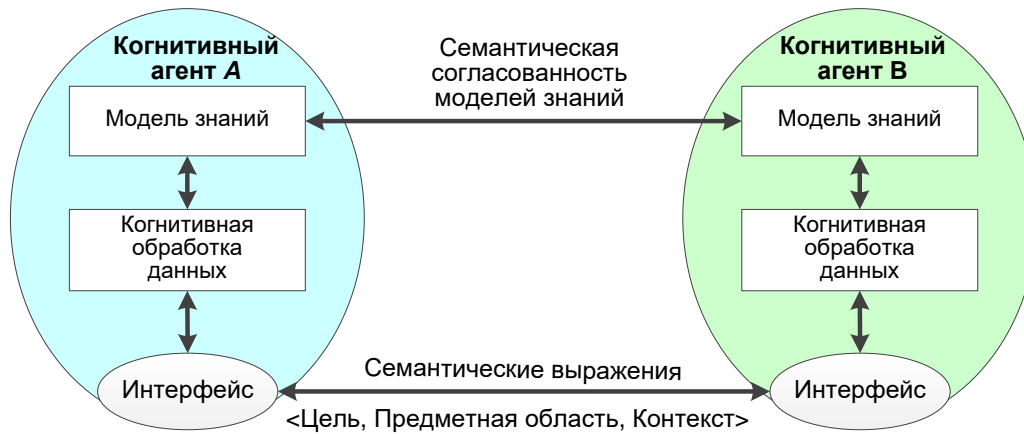 Когнитивный
агент A
Модель знаний
Когнитивная
обработка
данных
Интерфейс
Семантическая
согласованность
моделей знаний
Семантические выражения
<Цель, Предметная область, Контекст>
Когнитивный
агент B
Модель знаний
Когнитивная
обработка
данных
Интерфейс